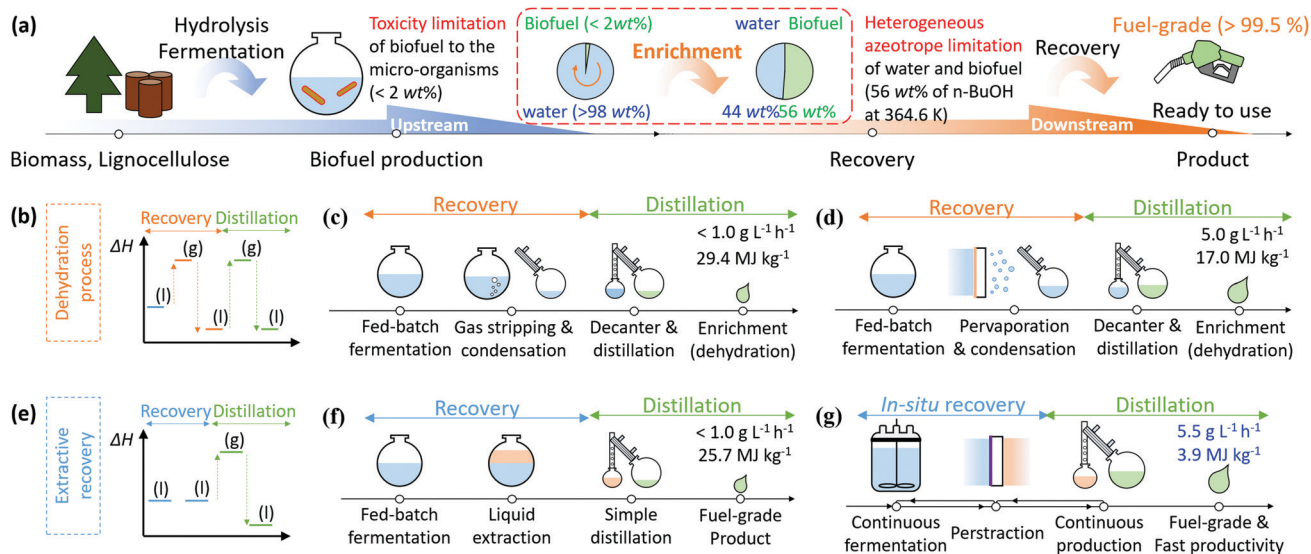 (a)
Hydrolysis
Fermentation
Toxicity limitation
of biofuel to the
micro-organisms
(< 2 wt%)
Biofuel (< 2wt%)
water (>98 wt%)
Enrichment
water Biofuel
44 wt% 56 wt%
Heterogeneous
azeotrope limitation
of water and biofuel
(56 wt% of n-BuOH
at 364.6 K)
Recovery
Fuel-grade (> 99.5 %)
Ready to use
Upstream
Downstream
Biomass, Lignocellulose
Biofuel production
Recovery
Product
(b)
Dehydration
process
Recovery Distillation
ΔH
(g)
(g)
(l)
(l)
(l)
(c)
Recovery
Distillation
< 1.0 g L⁻¹ h⁻¹
29.4 MJ kg⁻¹
Fed-batch
fermentation
Gas stripping &
condensation
Decanter &
distillation
Enrichment
(dehydration)
(d)
Recovery
Distillation
5.0 g L⁻¹ h⁻¹
17.0 MJ kg⁻¹
Fed-batch
fermentation
Pervaporation
& condensation
Decanter &
distillation
Enrichment
(dehydration)
(e)
Extractive
recovery
Recovery Distillation
ΔH
(g)
(l)
(l)
(l)
(f)
Recovery
Distillation
< 1.0 g L⁻¹ h⁻¹
25.7 MJ kg⁻¹
Fed-batch
fermentation
Liquid
extraction
Simple
distillation
Fuel-grade
Product
(g)
In-situ recovery
Distillation
5.5 g L⁻¹ h⁻¹
3.9 MJ kg⁻¹
Continuous
fermentation
Perstraction
Continuous
production
Fuel-grade &
Fast productivity